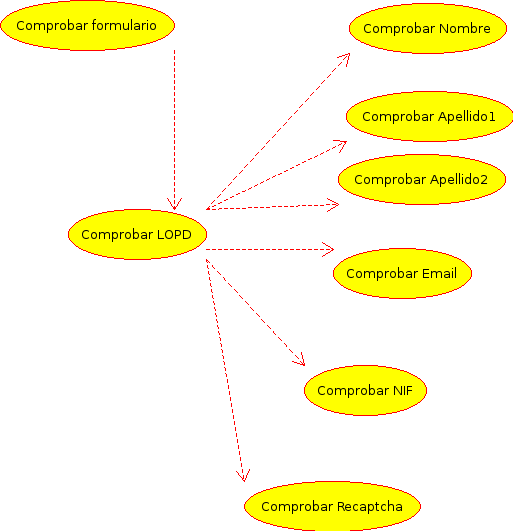 Comprobar formulario
Comprobar Nombre
Comprobar Apellido1
Comprobar Apellido2
Comprobar LOPD
Comprobar Email
Comprobar NIF
Comprobar Recaptcha